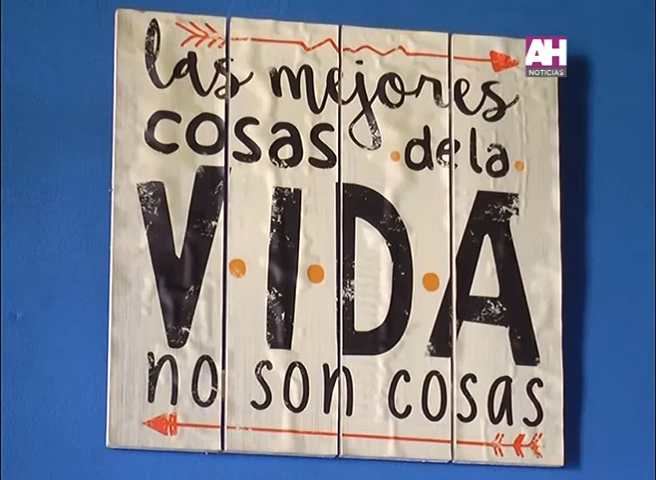 AH
NOTICIAS
las mejores
cosas de la
VIDA
no son cosas